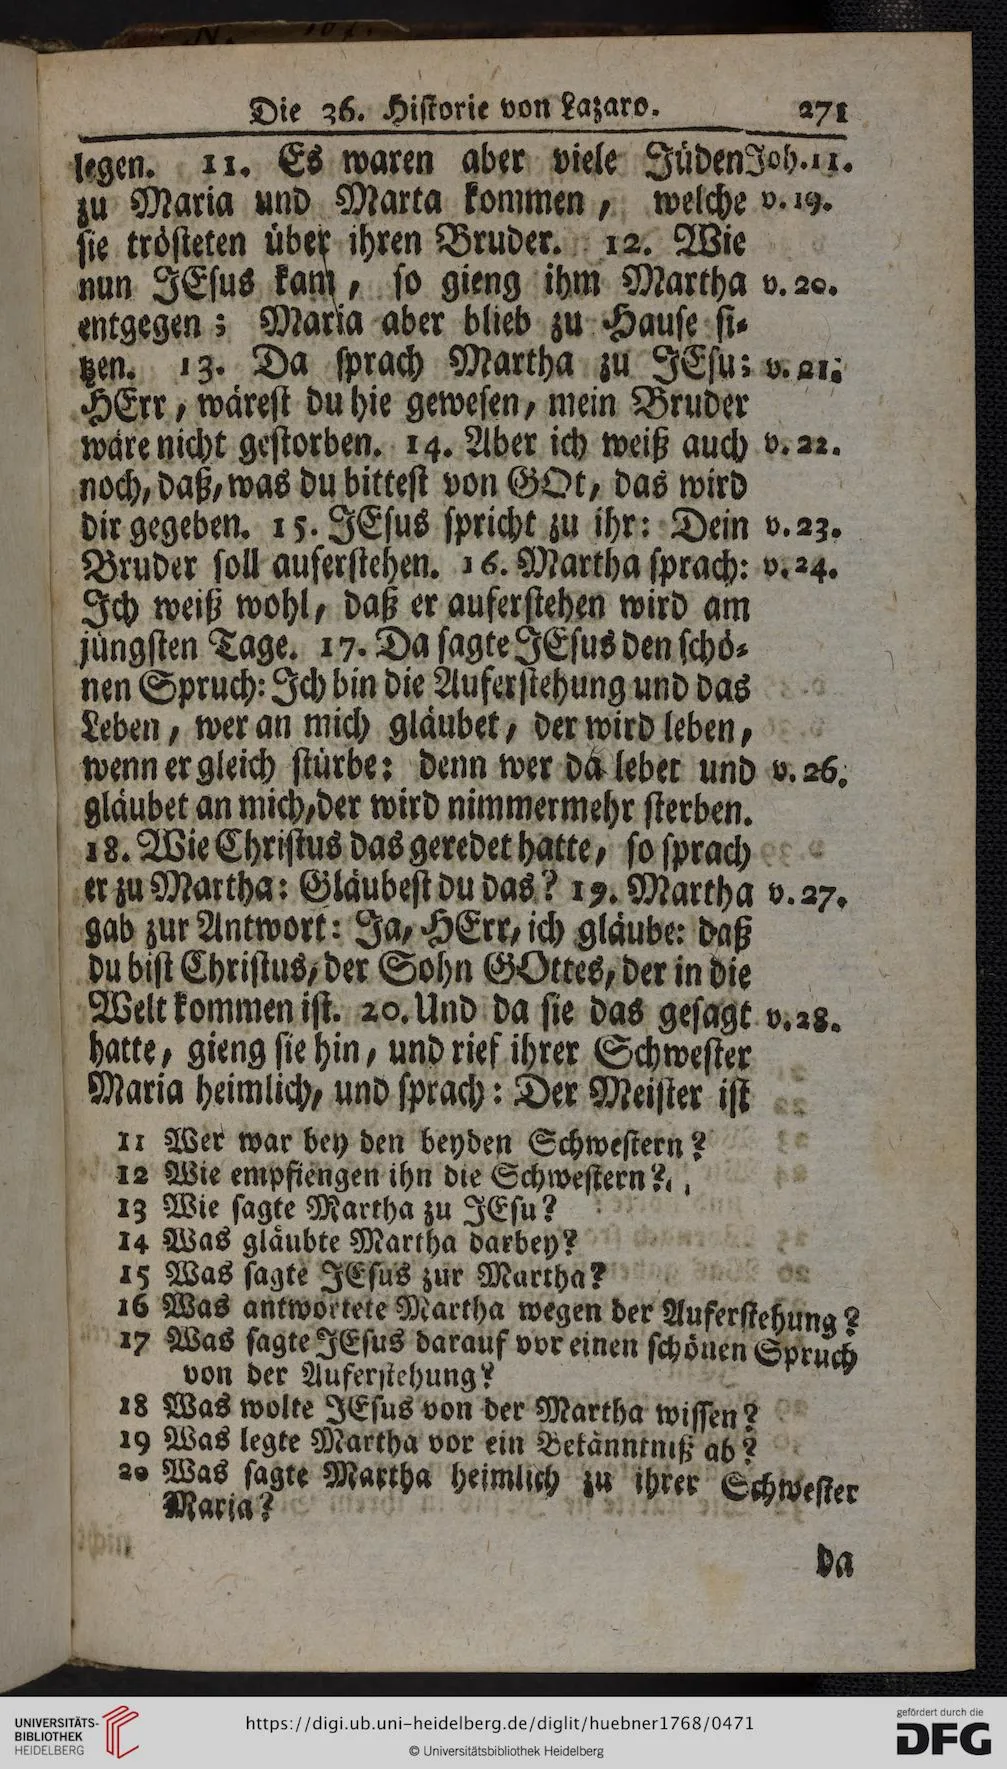 Die 36. Historie von Lazaro. 271
legen. 11. Es waren aber viele Jüden Joh. 11.
zu Maria und Marta kommen, welche v. 19.
sie trösteten über ihren Bruder. 12. Wie
nun JEsus kam, so gieng ihm Martha v. 20.
entgegen; Maria aber blieb zu Hause si-
tzen. 13. Da sprach Martha zu JEsu: v. 21.
HErr, wärest du hie gewesen, mein Bruder
wäre nicht gestorben. 14. Aber ich weiß auch v. 22.
noch, daß, was du bittest von GOt, das wird
dir gegeben. 15. JEsus spricht zu ihr: Dein v. 23.
Bruder soll auferstehen. 16. Martha sprach: v. 24.
Ich weiß wohl, daß er auferstehen wird am
jüngsten Tage. 17. Da sagte JEsus den schö-
nen Spruch: Ich bin die Auferstehung und das
Leben, wer an mich gläubet, der wird leben,
wenn er gleich stürbe: denn wer da lebet und v. 26.
gläubet an mich, der wird nimmermehr sterben.
18. Wie Christus das geredet hatte, so sprach
er zu Martha: Gläubest du das? 19. Martha v. 27.
gab zur Antwort: Ja, HErr, ich gläube: daß
du bist Christus, der Sohn GOttes, der in die
Welt kommen ist. 20. Und da sie das gesagt v. 28.
hatte, gieng sie hin, und rief ihrer Schwester
Maria heimlich, und sprach: Der Meister ist
11 Wer war bey den beyden Schwestern?
12 Wie empfiengen ihn die Schwestern?
13 Wie sagte Martha zu JEsu?
14 Was gläubte Martha darbey?
15 Was sagte JEsus zur Martha?
16 Was antwortete Martha wegen der Auferstehung?
17 Was sagte JEsus darauf vor einen schönen Spruch
von der Auferstehung?
18 Was wolte JEsus von der Martha wissen?
19 Was legte Martha vor ein Bekänntniß ab?
20 Was sagte Martha heimlich zu ihrer Schwester
Maria?
da
UNIVERSITÄTS-
BIBLIOTHEK
HEIDELBERG
https://digi.ub.uni-heidelberg.de/diglit/huebner1768/0471
© Universitätsbibliothek Heidelberg
gefördert durch die
DFG